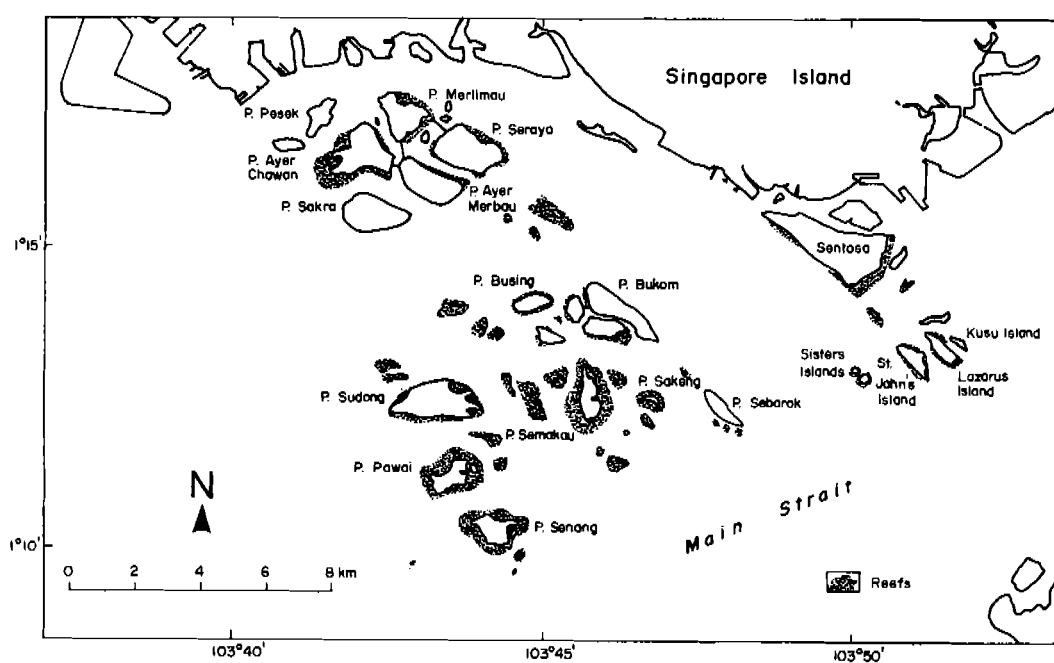 Singapore Island
P. Merlimau
P. Pesek
P. Seraya
P. Ayer
Chawan
P. Ayer
Merbau
P. Sakra
1°15'
Sentosa
P. Busing
P. Bukom
Kusu Island
Sisters
Islands
St.
John's
Island
Lazarus
Island
P. Sudong
P. Sakeng
P. Sebarok
P. Semakau
P. Pawai
N
Main Strait
P. Senang
1°10'
0 2 4 6 8 km
Reefs
103°40' 103°45' 103°50'